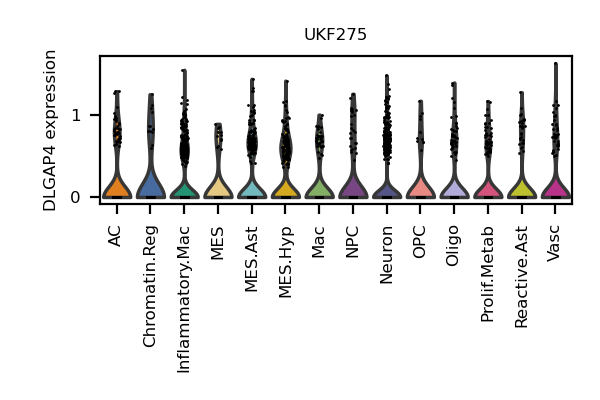 UKF275
DLGAP4 expression
1
0
AC
Chromatin.Reg
Inflammatory.Mac
MES
MES.Ast
MES.Hyp
Mac
NPC
Neuron
OPC
Oligo
Prolif.Metab
Reactive.Ast
Vasc